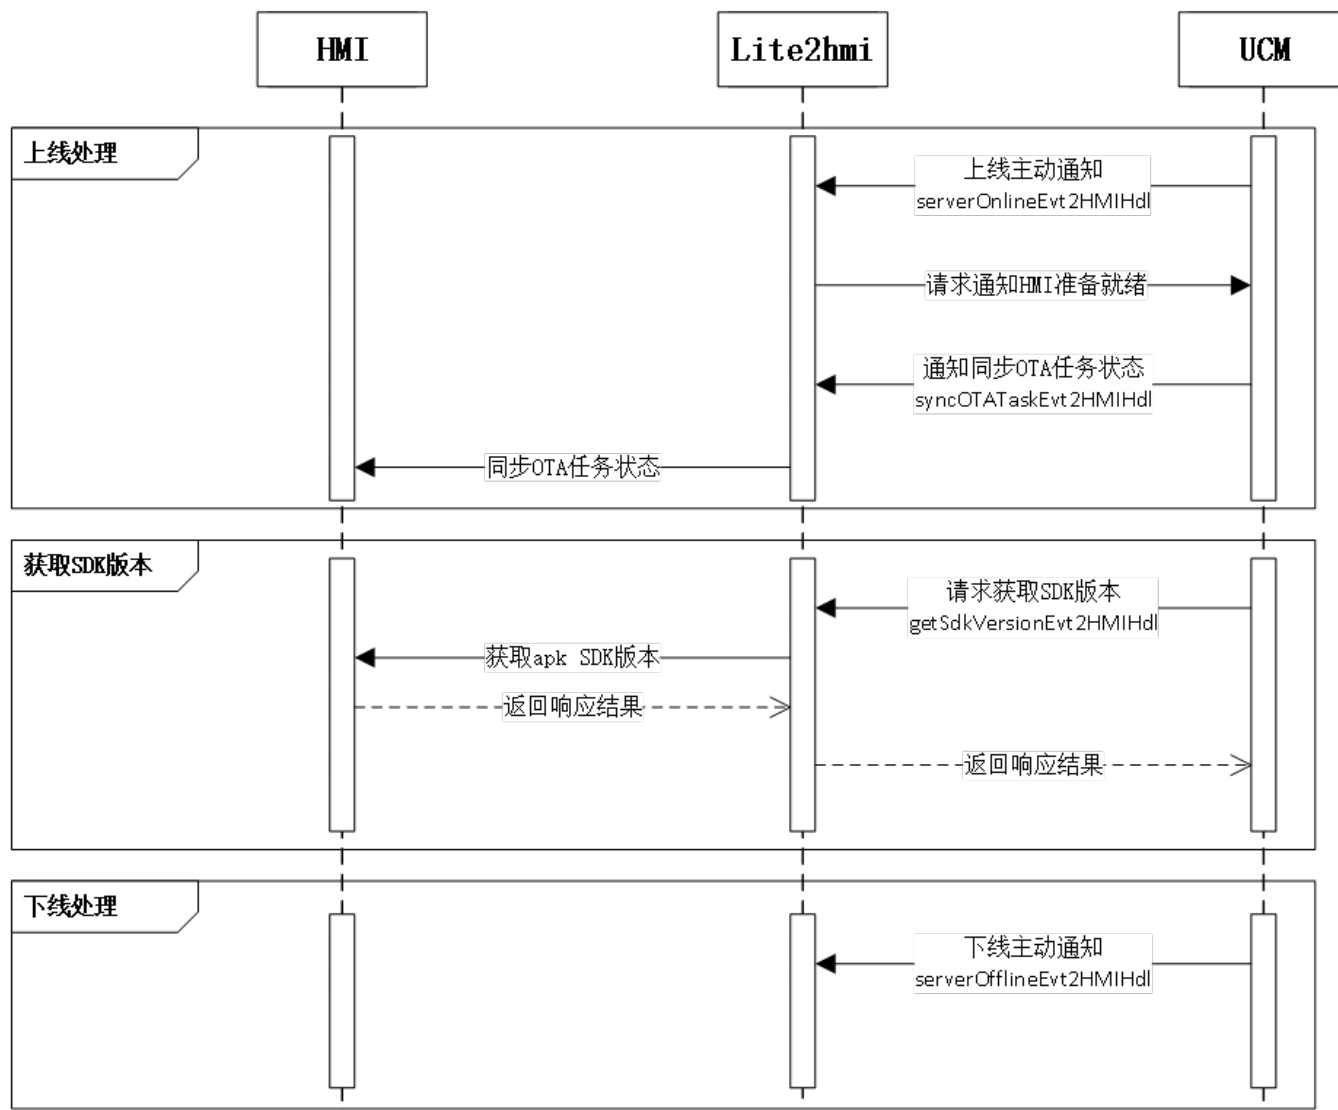 HMI
Lite2hmi
UCM
上线处理
上线主动通知
serverOnlineEvt2HMIHdl
请求通知HMI准备就绪
通知同步OTA任务状态
syncOTATaskEvt2HMIHdl
同步OTA任务状态
获取SDK版本
请求获取SDK版本
getSdkVersionEvt2HMIHdl
获取apk SDK版本
返回响应结果
返回响应结果
下线处理
下线主动通知
serverOfflineEvt2HMIHdl